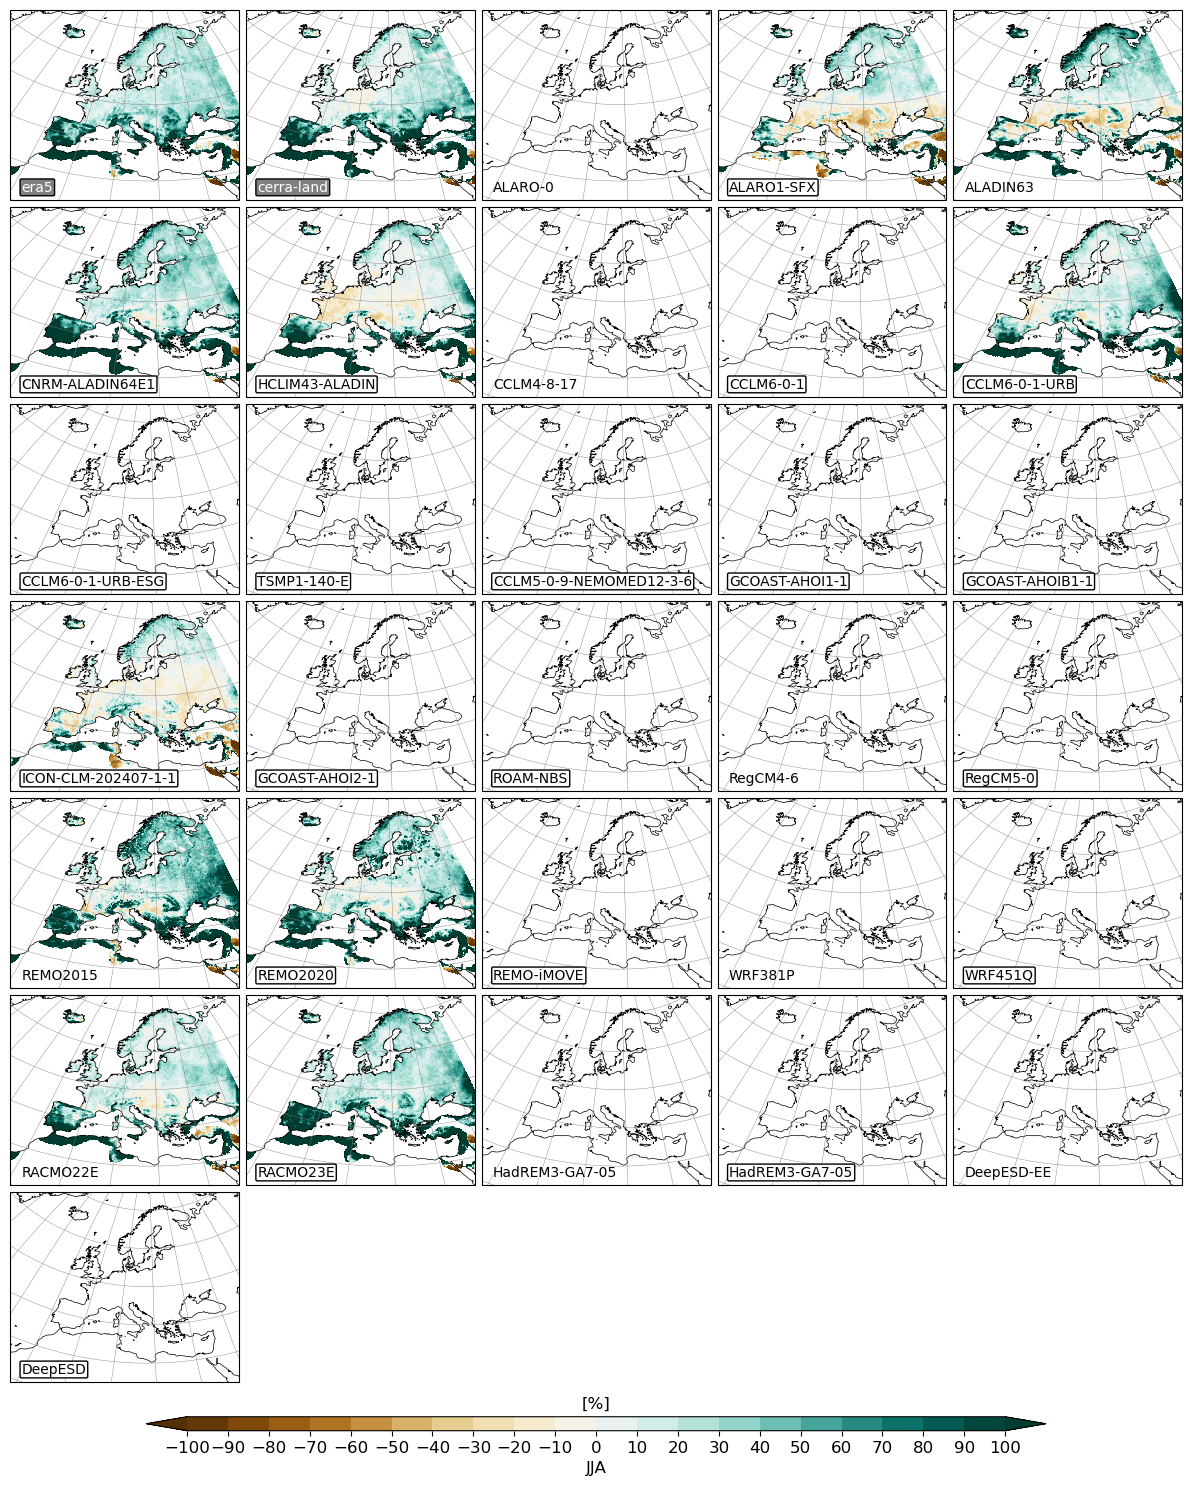 era5
cerra-land
ALARO-0
ALARO1-SFX
ALADIN63
CNRM-ALADIN64E1
HCLIM43-ALADIN
CCLM4-8-17
CCLM6-0-1
CCLM6-0-1-URB
CCLM6-0-1-URB-ESG
TSMP1-140-E
CCLM5-0-9-NEMOMED12-3-6
GCOAST-AHOI1-1
GCOAST-AHOIB1-1
ICON-CLM-202407-1-1
GCOAST-AHOI2-1
ROAM-NBS
RegCM4-6
RegCM5-0
REMO2015
REMO2020
REMO-iMOVE
WRF381P
WRF451Q
RACMO22E
RACMO23E
HadREM3-GA7-05
HadREM3-GA7-05
DeepESD-EE
DeepESD
[%]
−100 −90 −80 −70 −60 −50 −40 −30 −20 −10 0 10 20 30 40 50 60 70 80 90 100
JJA